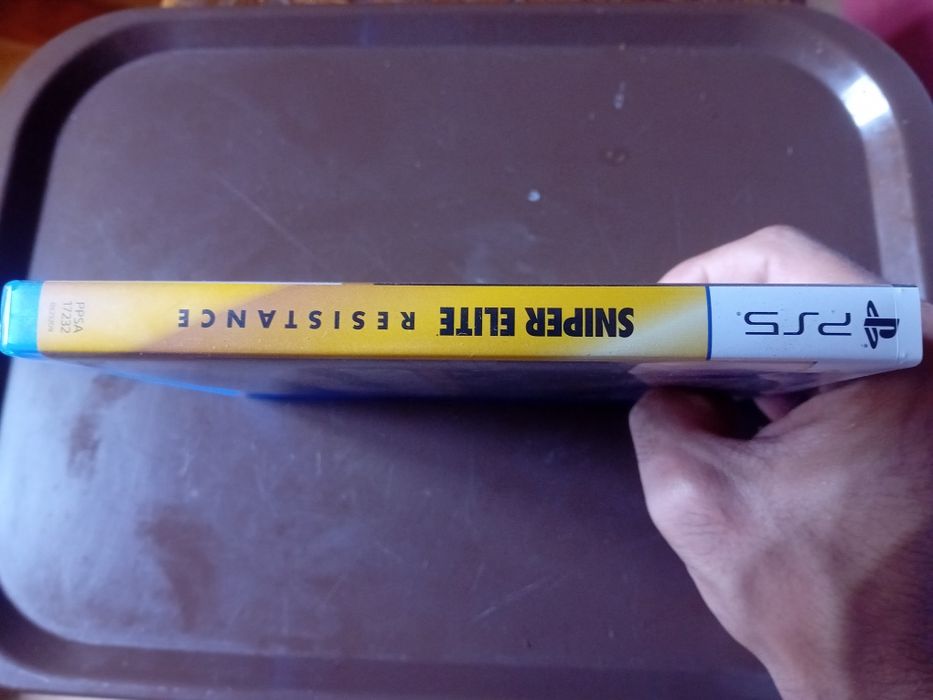 PS5
SNIPER ELITE RESISTANCE
PPSA
17232